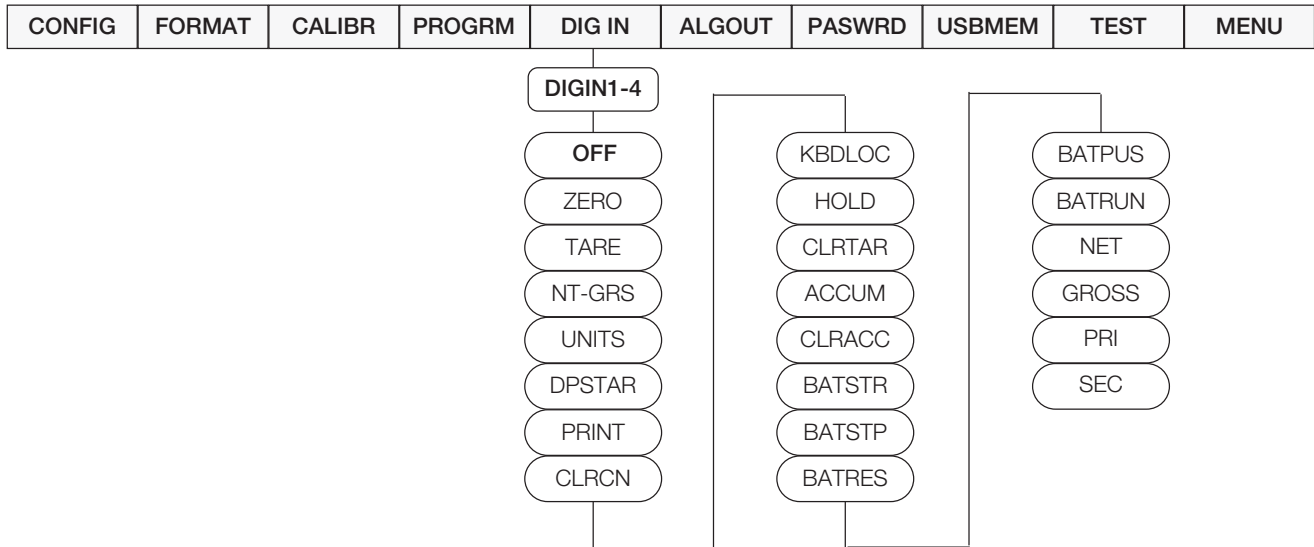 CONFIG FORMAT CALIBR PROGRM DIG IN ALGOUT PASWRD USBMEM TEST MENU
DIGIN1-4
OFF
ZERO
TARE
NT-GRS
UNITS
DPSTAR
PRINT
CLRCN
KBDLOC
HOLD
CLRTAR
ACCUM
CLRACC
BATSTR
BATSTP
BATRES
BATPUS
BATRUN
NET
GROSS
PRI
SEC